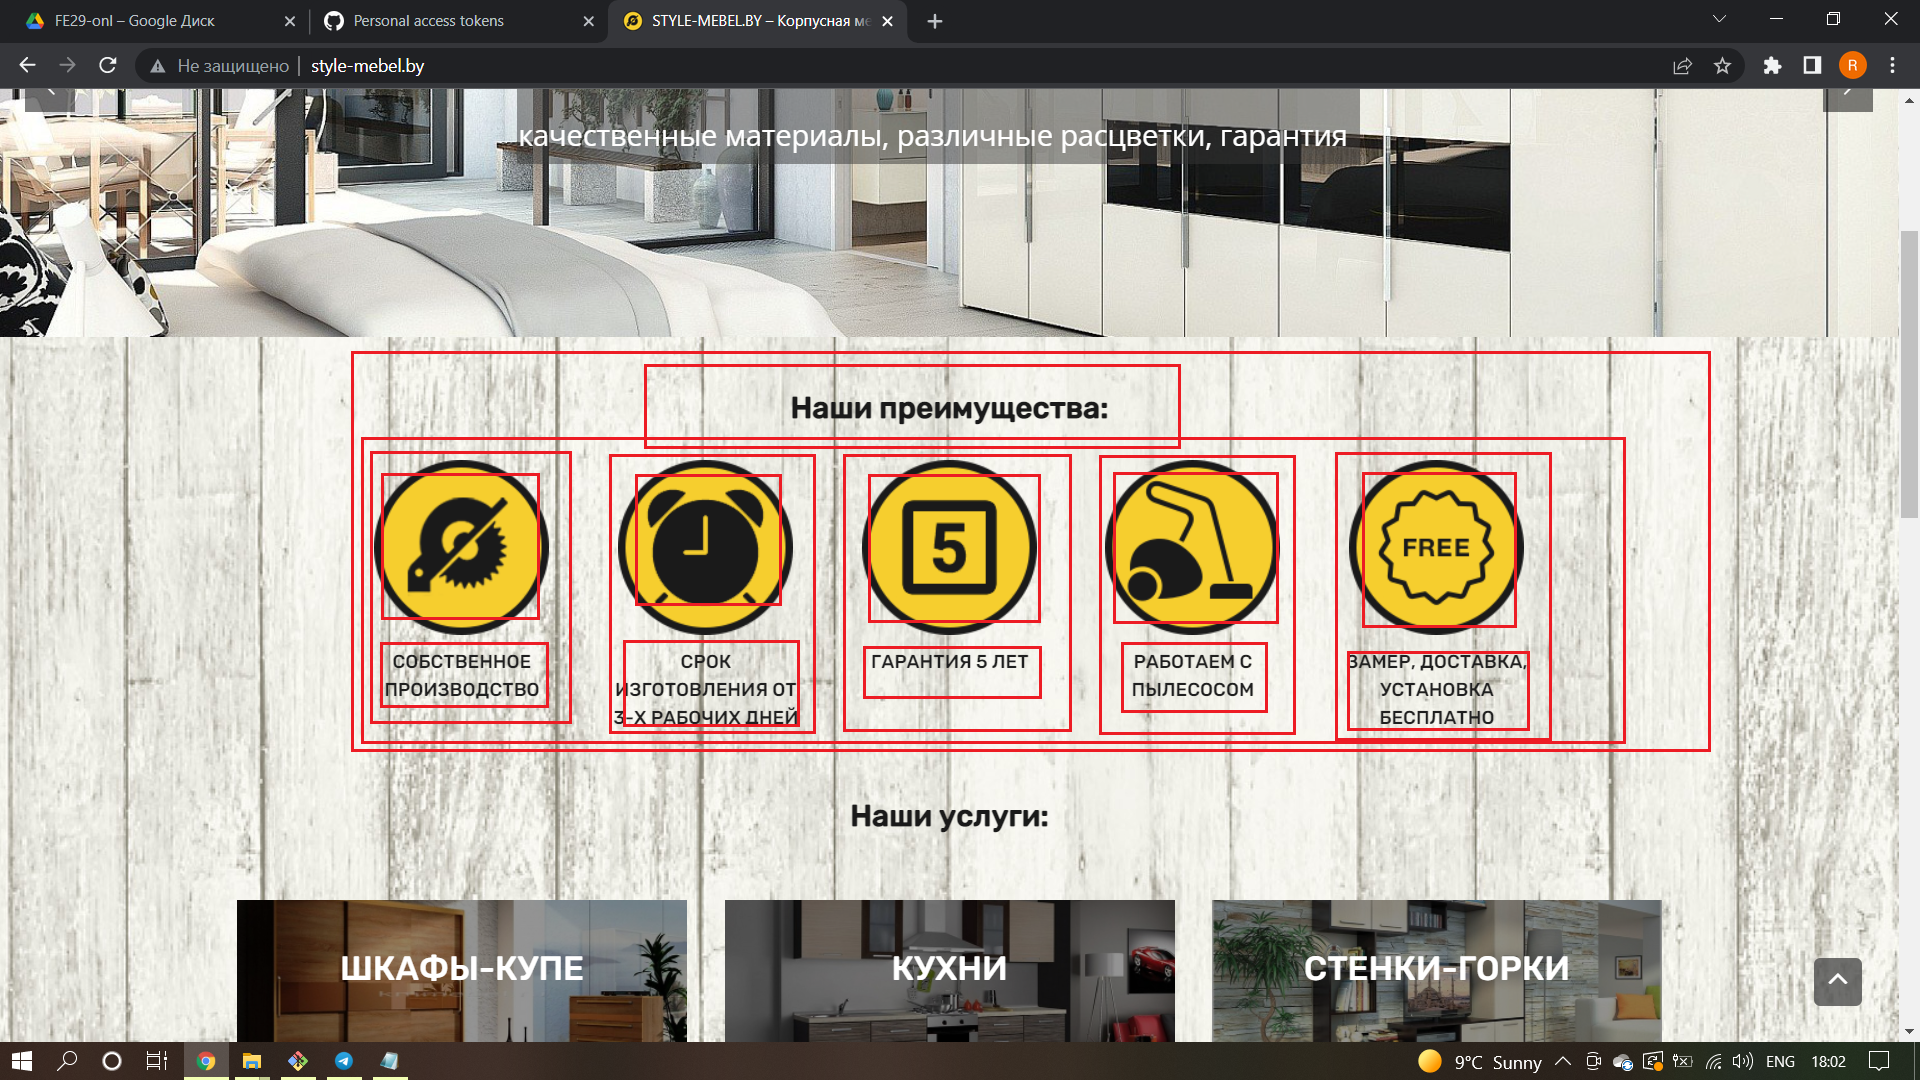 FE29-onl – Google Диск
Personal access tokens
STYLE-MEBEL.BY – Корпусная ме
Не защищено
style-mebel.by
R
качественные материалы, различные расцветки, гарантия
Наши преимущества:
5
FREE
СОБСТВЕННОЕ
ПРОИЗВОДСТВО
СРОК
ИЗГОТОВЛЕНИЯ ОТ
3-Х РАБОЧИХ ДНЕЙ
ГАРАНТИЯ 5 ЛЕТ
РАБОТАЕМ С
ПЫЛЕСОСОМ
ЗАМЕР, ДОСТАВКА,
УСТАНОВКА
БЕСПЛАТНО
Наши услуги:
ШКАФЫ-КУПЕ
КУХНИ
СТЕНКИ-ГОРКИ
9°C Sunny
ENG
18:02